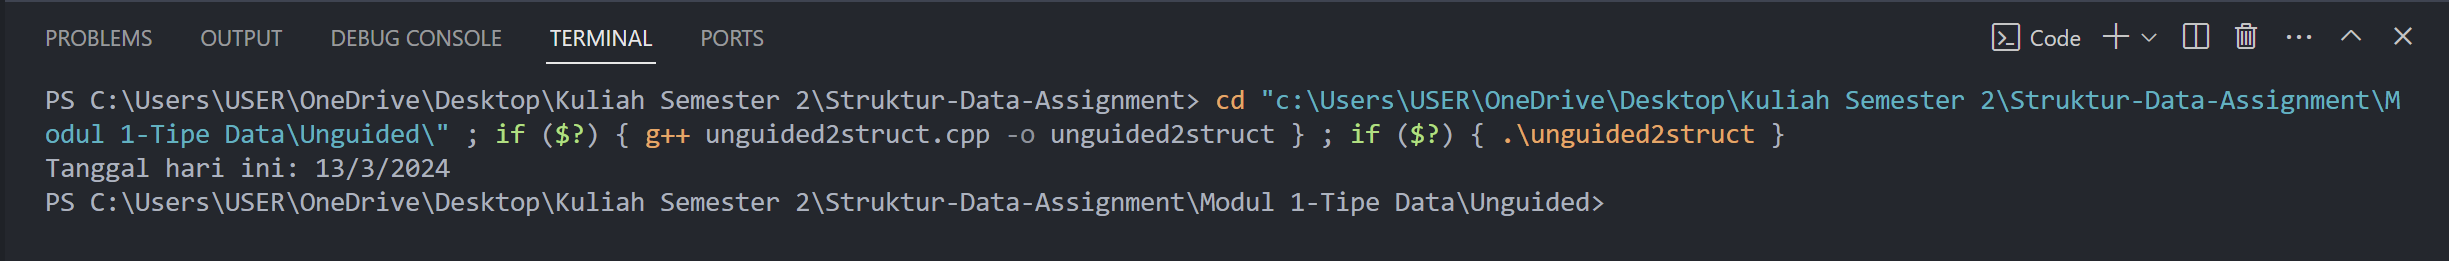 PROBLEMS OUTPUT DEBUG CONSOLE TERMINAL PORTS Code
PS C:\Users\USER\OneDrive\Desktop\Kuliah Semester 2\Struktur-Data-Assignment> cd "c:\Users\USER\OneDrive\Desktop\Kuliah Semester 2\Struktur-Data-Assignment\M
odul 1-Tipe Data\Unguided\" ; if ($?) { g++ unguided2struct.cpp -o unguided2struct } ; if ($?) { .\unguided2struct }
Tanggal hari ini: 13/3/2024
PS C:\Users\USER\OneDrive\Desktop\Kuliah Semester 2\Struktur-Data-Assignment\Modul 1-Tipe Data\Unguided>